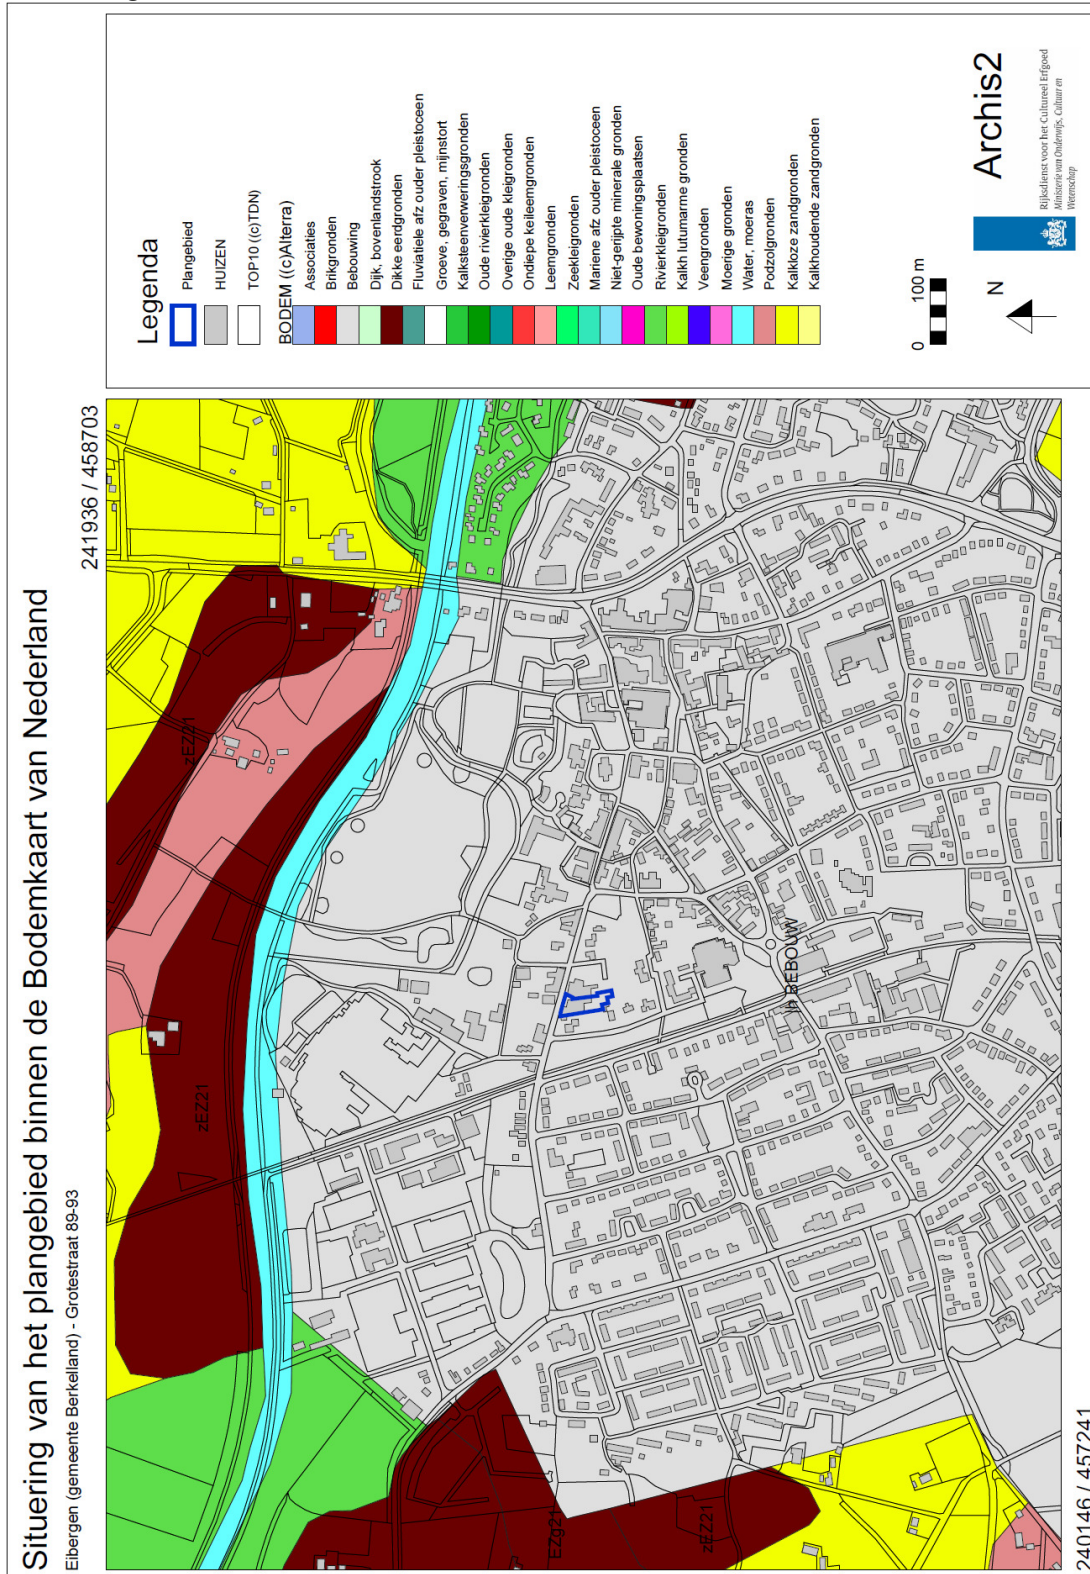 Situering van het plangebied binnen de Bodemkaart van Nederland
Eibergen (gemeente Berkelland) - Grotestraat 89-93
241936 / 458703
zEZ21
zEZ21
EZg21
zEZ21
h BEBOUW
240146 / 457241
Legenda
Plangebied
HUIZEN
TOP10 ((c)TDN)
BODEM ((c)Alterra)
Associaties
Brikgronden
Bebouwing
Dijk, bovenlandstrook
Dikke eerdgronden
Fluviatiele afz ouder pleistoceen
Groeve, gegraven, mijnstort
Kalksteenverweringsgronden
Oude rivierkleigronden
Overige oude kleigronden
Ondiepe keileemgronden
Leemgronden
Zeekleigronden
Mariene afz ouder pleistoceen
Niet-gerijpte minerale gronden
Oude bewoningsplaatsen
Rivierkleigronden
Kalkh lutumarme gronden
Veengronden
Moerige gronden
Water, moeras
Podzolgronden
Kalkloze zandgronden
Kalkhoudende zandgronden
0 100 m
N
Archis2
Rijksdienst voor het Cultureel Erfgoed
Ministerie van Onderwijs, Cultuur en
Wetenschap